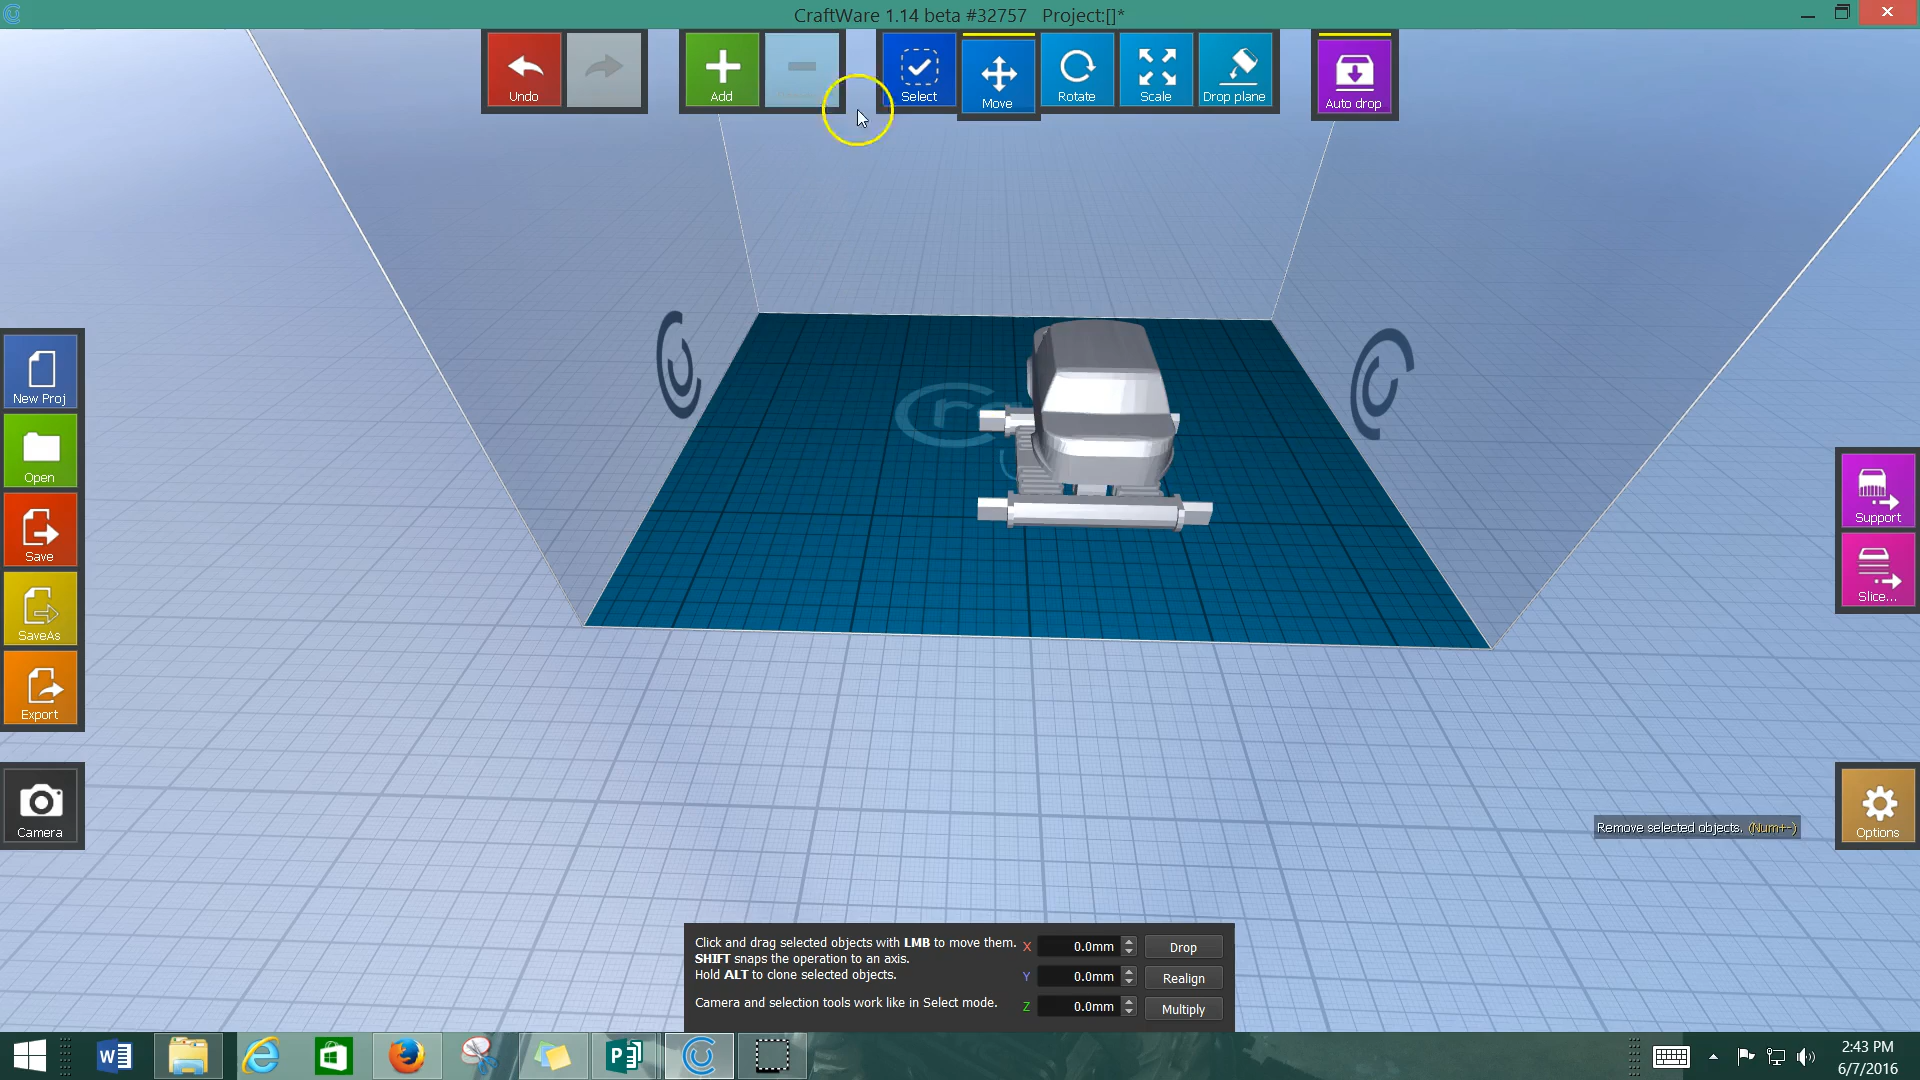 CraftWare 1.14 beta #32757 Project:[]*
Undo
Add
Select
Move
Rotate
Scale
Drop plane
Auto drop
New Proj
Open
Save
SaveAs
Export
Camera
Support
Slice...
Options
Remove selected objects. (Num+-)
Click and drag selected objects with LMB to move them.
SHIFT snaps the operation to an axis.
Hold ALT to clone selected objects.
Camera and selection tools work like in Select mode.
X 0.0mm Drop
Y 0.0mm Realign
Z 0.0mm Multiply
2:43 PM
6/7/2016